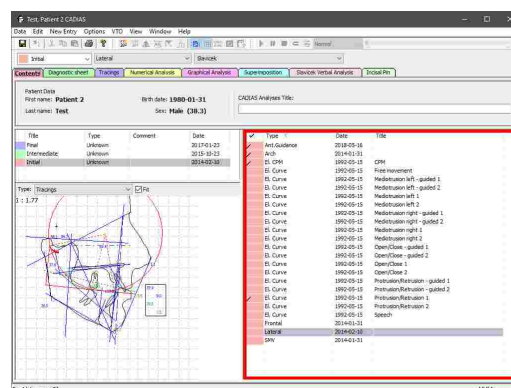 Test, Patient 2 CADIAS
Date Edit New Entry Options VTO View Window Help
Normal
Initial Lateral Slavicek
Contents Diagnostic sheet Tracings Numerical Analysis Graphical Analysis Superimposition Slavicek Verbal Analysis Incisal Pin
Patient Data
First name: Patient 2 Birth date: 1980-01-31 CADIAS Analyses Title:
Last name: Test Sex: Male (38.3)
Title Type Comment Date
Final Unknown 2017-01-23
Intermediate Unknown 2015-10-23
Initial Unknown 2014-02-10
Type: Tracings Fit
1 : 1.77
Type Date Title
Ant.Guidance 2018-05-16
Arch 2014-01-31
El. CPM 1992-05-15 CPM
El. Curve 1992-05-15 Free movement
El. Curve 1992-05-15 Mediotrusion left - guided 1
El. Curve 1992-05-15 Mediotrusion left - guided 2
El. Curve 1992-05-15 Mediotrusion left 1
El. Curve 1992-05-15 Mediotrusion left 2
El. Curve 1992-05-15 Mediotrusion right - guided 1
El. Curve 1992-05-15 Mediotrusion right - guided 2
El. Curve 1992-05-15 Mediotrusion right 1
El. Curve 1992-05-15 Mediotrusion right 2
El. Curve 1992-05-15 Open/Close - guided 1
El. Curve 1992-05-15 Open/Close - guided 2
El. Curve 1992-05-15 Open/Close 1
El. Curve 1992-05-15 Open/Close 2
El. Curve 1992-05-15 Protrusion/Retrusion - guided 1
El. Curve 1992-05-15 Protrusion/Retrusion - guided 2
El. Curve 1992-05-15 Protrusion/Retrusion 1
El. Curve 1992-05-15 Protrusion/Retrusion 2
El. Curve 1992-05-15 Speech
Frontal 2014-01-31
Lateral 2014-02-10
SMV 2014-01-31